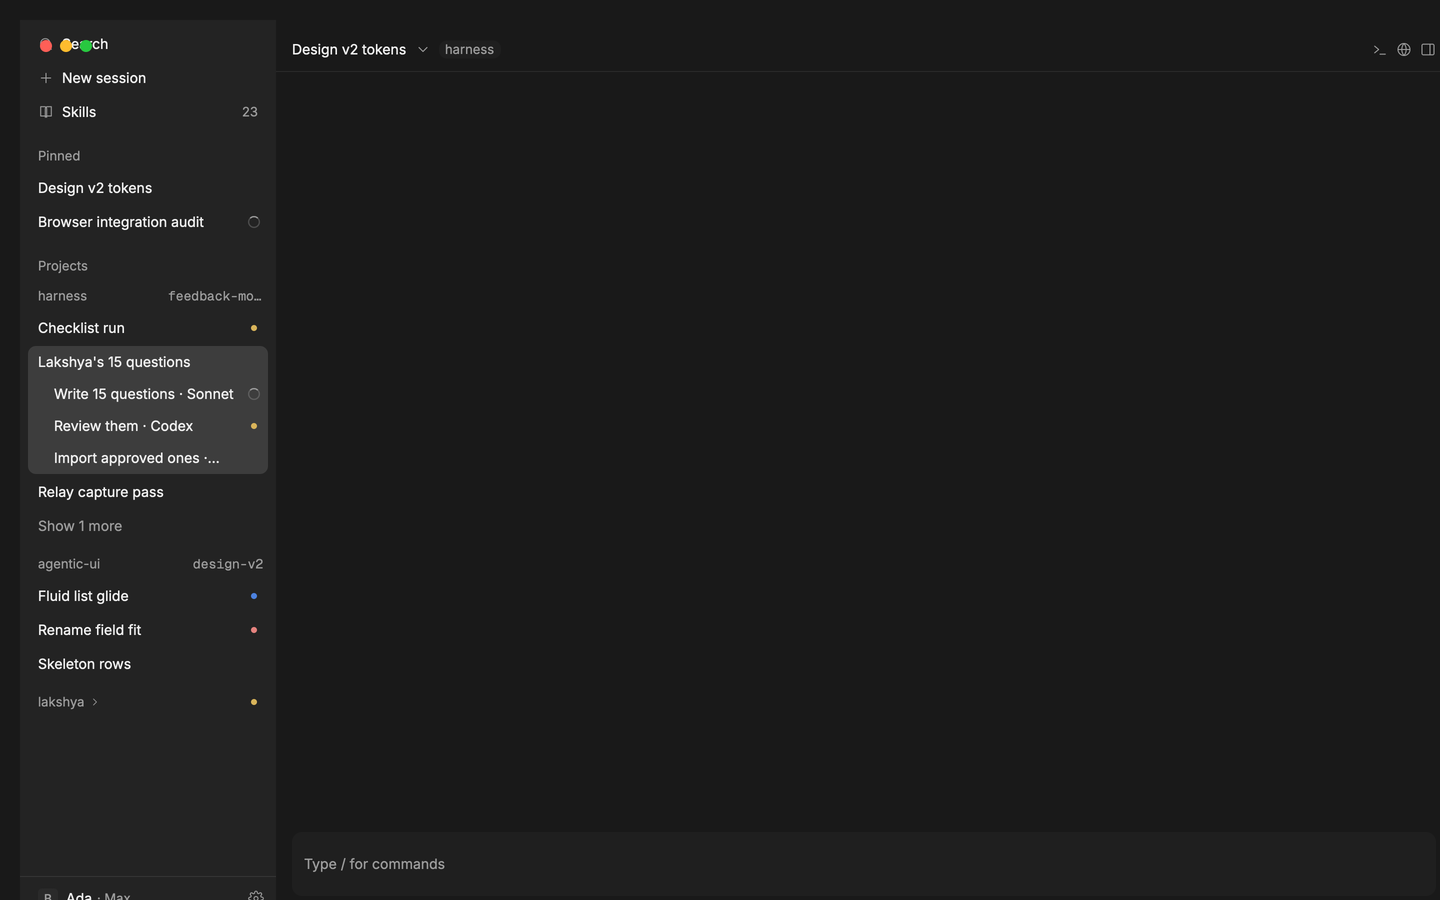 Search
New session
Skills 23
Pinned
Design v2 tokens
Browser integration audit
Projects
harness feedback-mo…
Checklist run
Lakshya's 15 questions
Write 15 questions · Sonnet
Review them · Codex
Import approved ones ·...
Relay capture pass
Show 1 more
agentic-ui design-v2
Fluid list glide
Rename field fit
Skeleton rows
lakshya
B Ada · Max
Design v2 tokens harness
Type / for commands